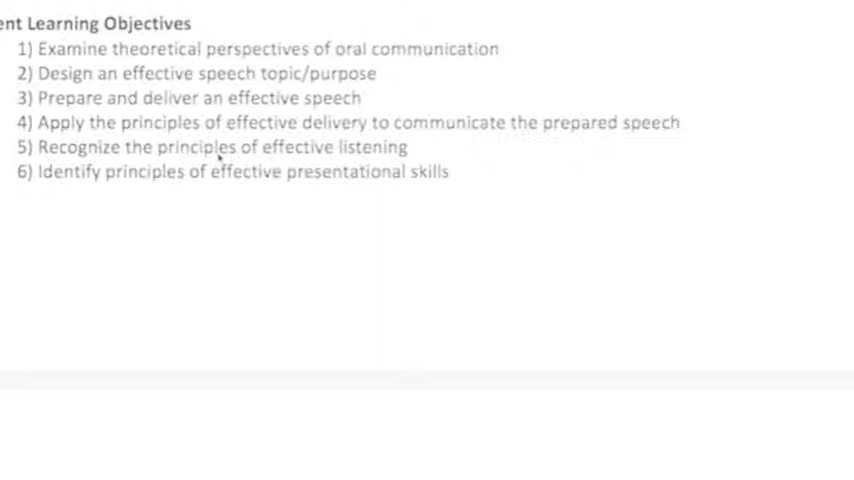 ent Learning Objectives
1) Examine theoretical perspectives of oral communication
2) Design an effective speech topic/purpose
3) Prepare and deliver an effective speech
4) Apply the principles of effective delivery to communicate the prepared speech
5) Recognize the principles of effective listening
6) Identify principles of effective presentational skills